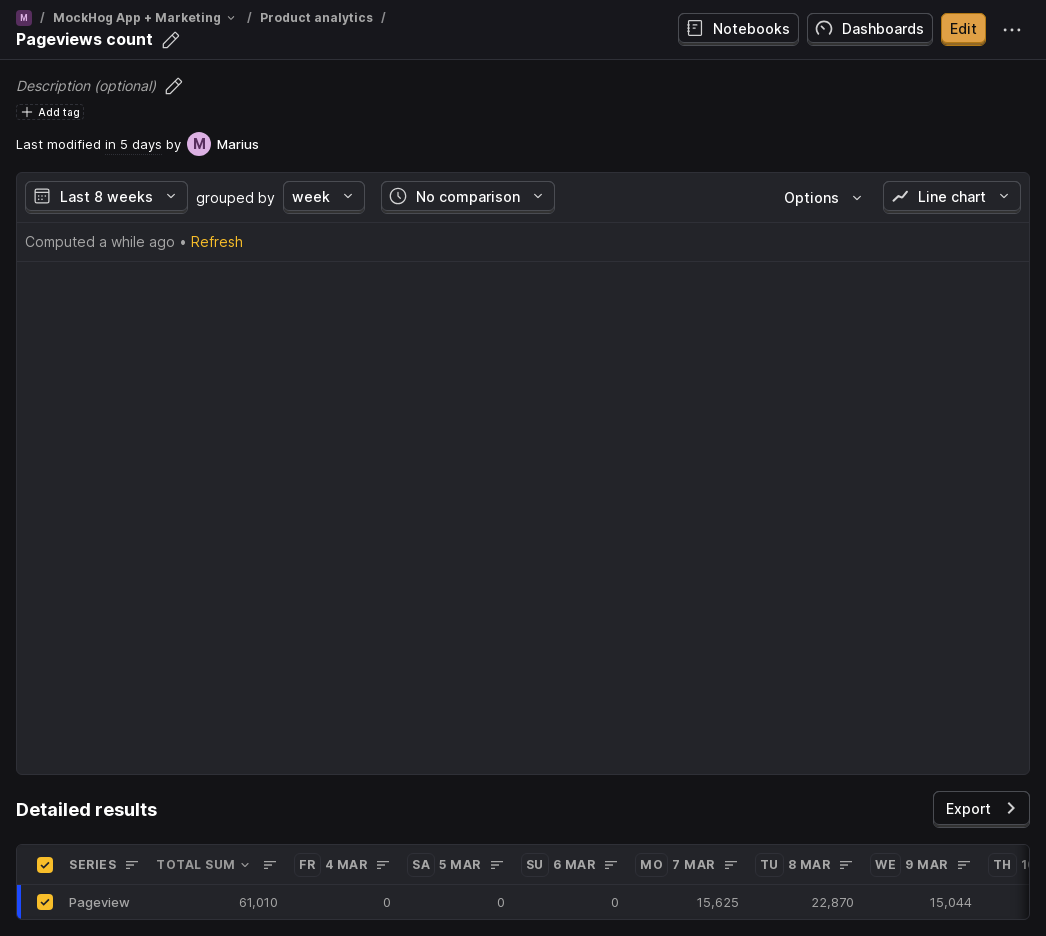 M / MockHog App + Marketing / Product analytics /
Pageviews count
Notebooks Dashboards Edit
Description (optional)
Add tag
Last modified in 5 days by M Marius
Last 8 weeks grouped by week No comparison Options Line chart
Computed a while ago • Refresh
Detailed results
Export
SERIES TOTAL SUM FR 4 MAR SA 5 MAR SU 6 MAR MO 7 MAR TU 8 MAR WE 9 MAR TH
Pageview 61,010 0 0 0 15,625 22,870 15,044